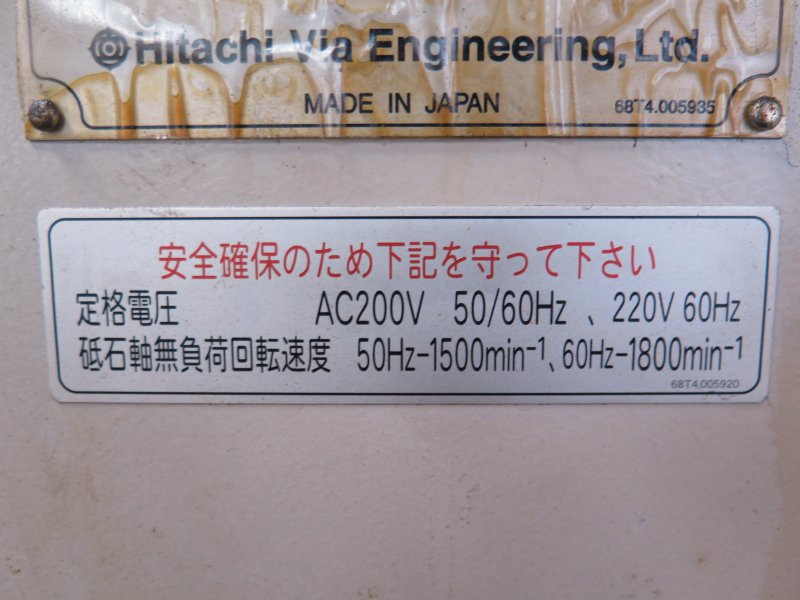 Hitachi Via Engineering, Ltd.
MADE IN JAPAN 68T4.005935
安全確保のため下記を守って下さい
定格電圧 AC200V 50/60Hz 、220V 60Hz
砥石軸無負荷回転速度 50Hz-1500min⁻¹、60Hz-1800min⁻¹
68T4.005920